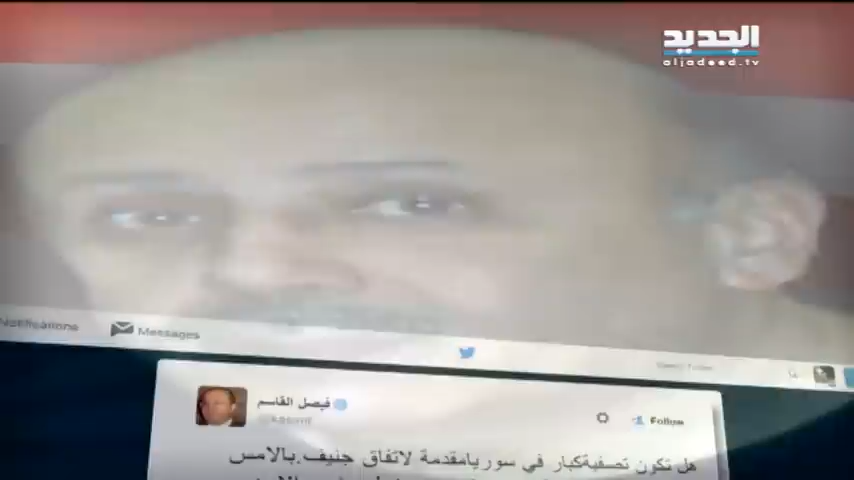 الجديد
aljadeed.tv
Notifications
Messages
فيصل القاسم
Follow
هل تكون تصفيةكبار في سوريامقدمة لاتفاق جنيف.بالامس